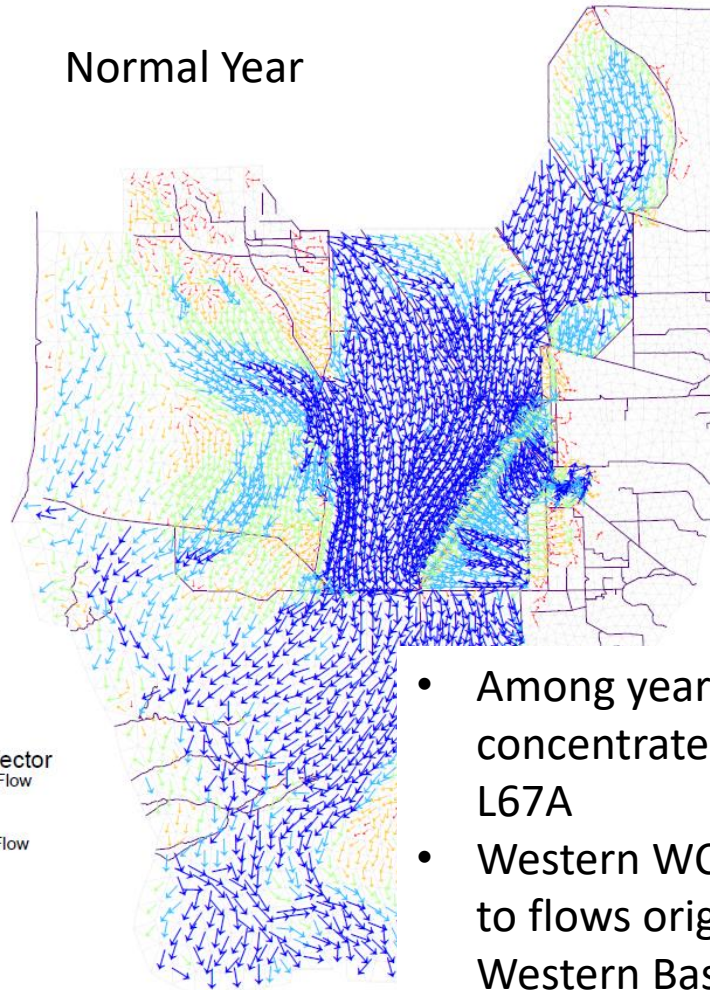 Normal Year
ector
Flow
Flow
• Among year
concentrate
L67A
• Western WC
to flows orig
Western Bas